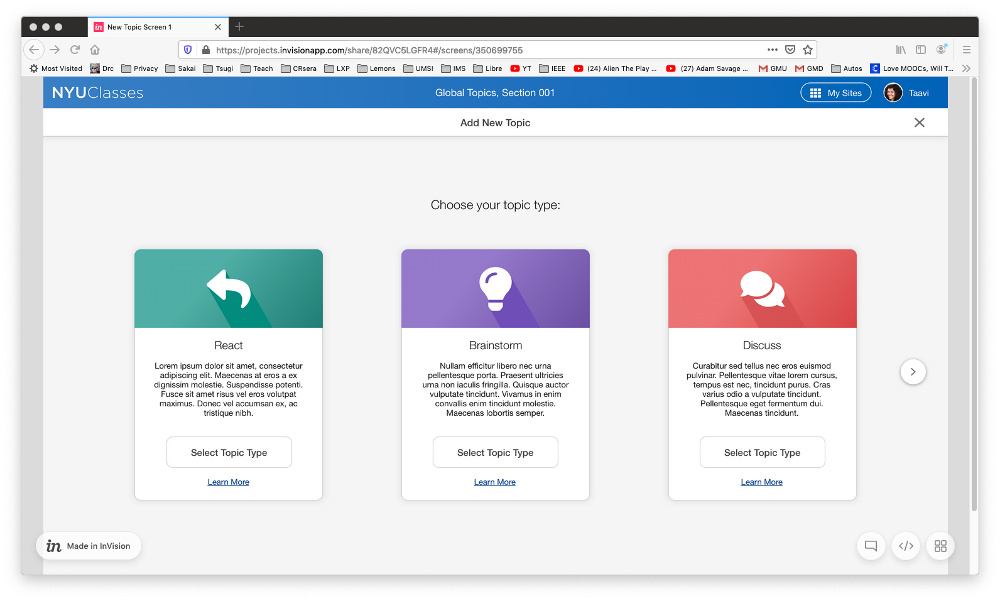 New Topic Screen 1
https://projects.invisionapp.com/share/82QVC5LGFR4#/screens/350699755
Most Visited Drc Privacy Sakai Tsugi Teach CRsera LXP Lemons UMSI IMS Libre YT IEEE (24) Alien The Play ... (27) Adam Savage ... GMU GMD Autos Love MOOCs, Will T...
NYUClasses Global Topics, Section 001 My Sites Taavi
Add New Topic
Choose your topic type:
React
Lorem ipsum dolor sit amet, consectetur
adipiscing elit. Maecenas at eros a ex
dignissim molestie. Suspendisse potenti.
Fusce sit amet risus vel eros volutpat
maximus. Donec vel accumsan ex, ac
tristique nibh.
Select Topic Type
Learn More
Brainstorm
Nullam efficitur libero nec urna
pellentesque porta. Praesent ultricies
urna non iaculis fringilla. Quisque auctor
vulputate tincidunt. Vivamus in enim
convallis enim tincidunt molestie.
Maecenas lobortis semper.
Select Topic Type
Learn More
Discuss
Curabitur sed tellus nec eros euismod
pulvinar. Pellentesque vitae lorem cursus,
tempus est nec, tincidunt purus. Cras
varius odio a vulputate tincidunt.
Pellentesque eget fermentum dui.
Maecenas tincidunt.
Select Topic Type
Learn More
in Made in InVision